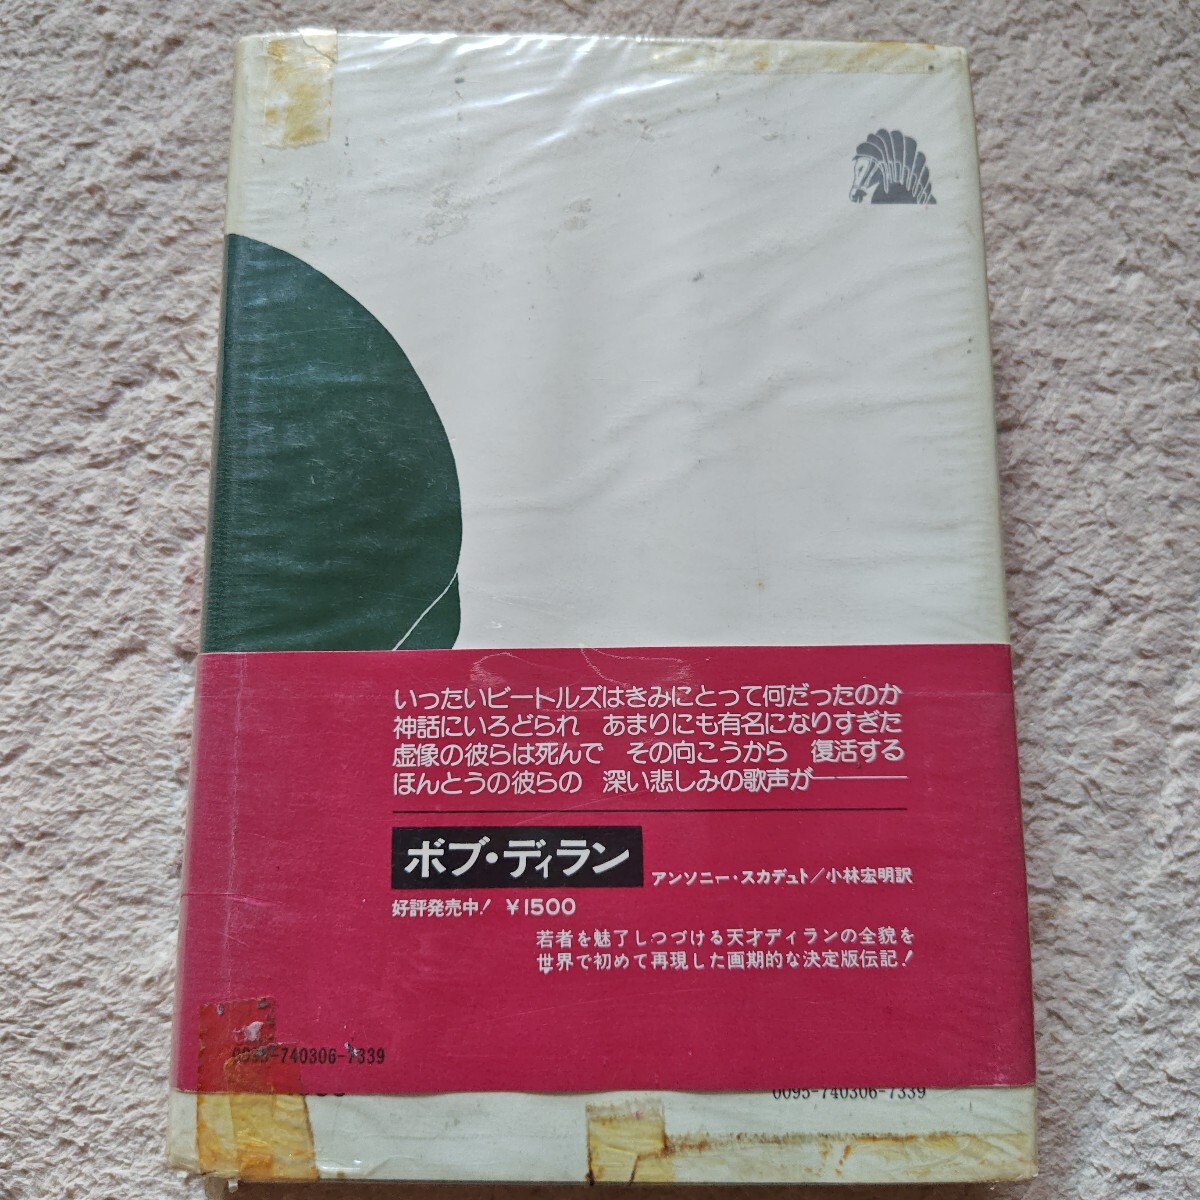 いったいビートルズはきみにとって何だったのか
神話にいろどられ　あまりにも有名になりすぎた
虚像の彼らは死んで　その向こうから　復活する
ほんとうの彼らの　深い悲しみの歌声が――――
ボブ・ディラン
アンソニー・スカデュト／小林宏明訳
好評発売中！ ￥1500
若者を魅了しつづける天才ディランの全貌を
世界で初めて再現した画期的な決定版伝記！
0095-740306-7339
0095-740306-7339